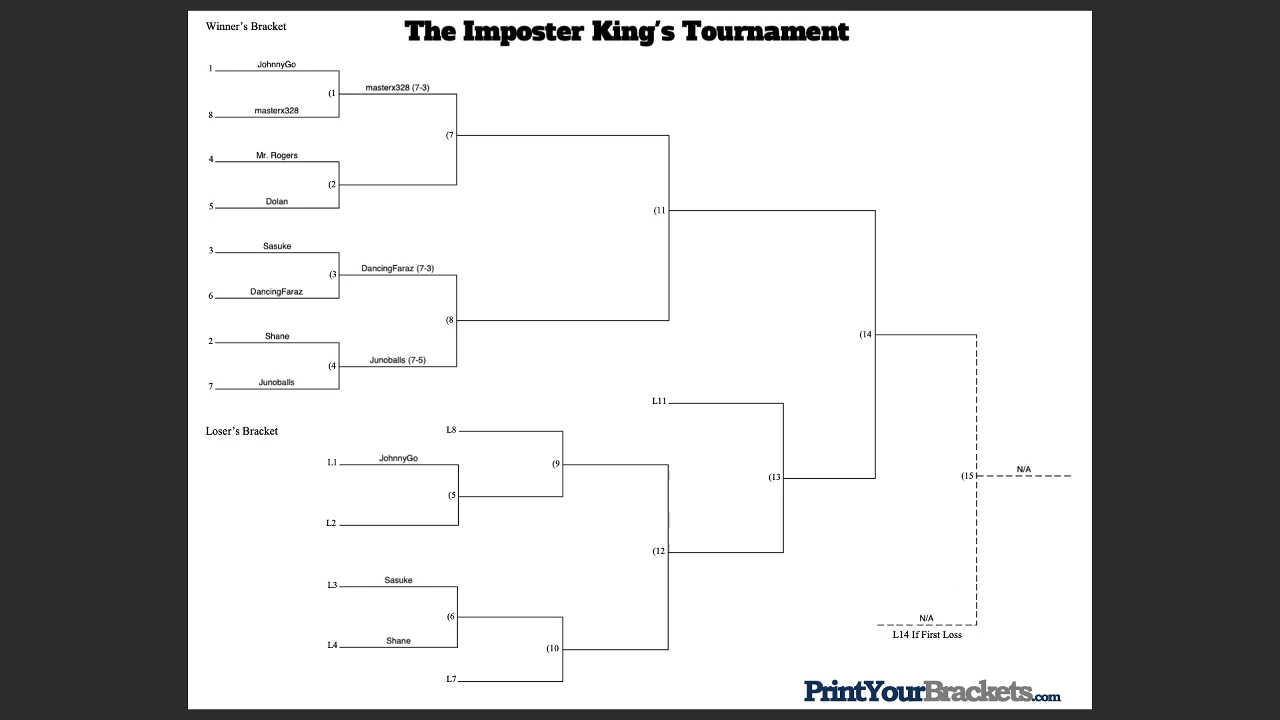 Winner's Bracket
The Imposter King's Tournament
1 JohnnyGo
(1 masterx328 (7-3)
8 masterx328
(7
4 Mr. Rogers
(2
5 Dolan
(11
3 Sasuke
(3 DancingFaraz (7-3)
6 DancingFaraz
(8
2 Shane
(14
(4 Junoballs (7-5)
7 Junoballs
L11
Loser's Bracket
L8
L1 JohnnyGo
(9
(13
(15 N/A
(5
L2
(12
L3 Sasuke
(6
N/A
L14 If First Loss
L4 Shane
(10
L7
PrintYourBrackets.com